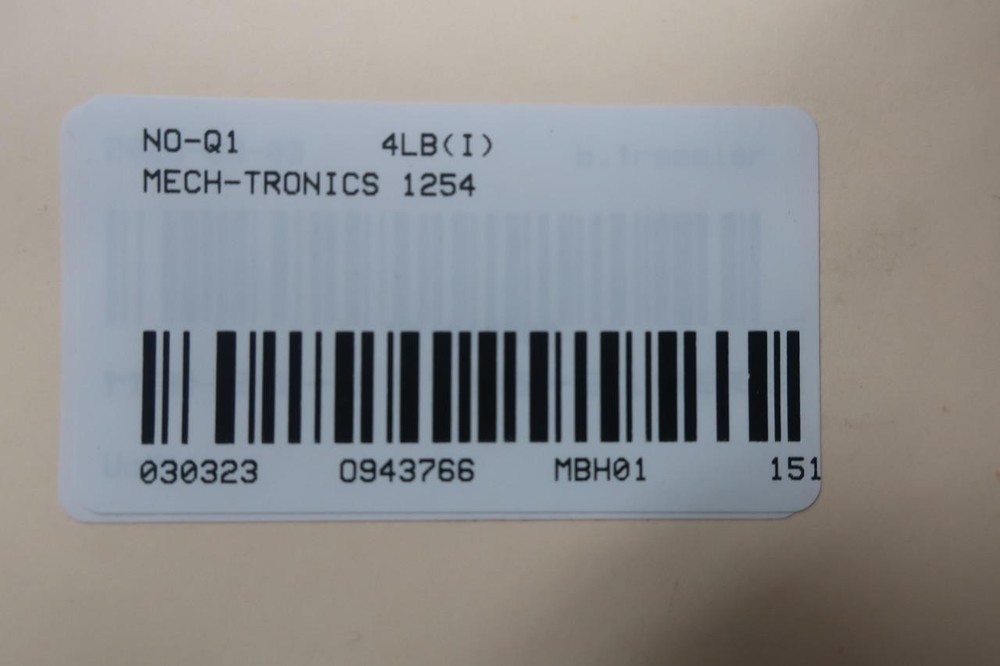 NO-Q1 4LB(I)
MECH-TRONICS 1254
030323 0943766 MBH01 151